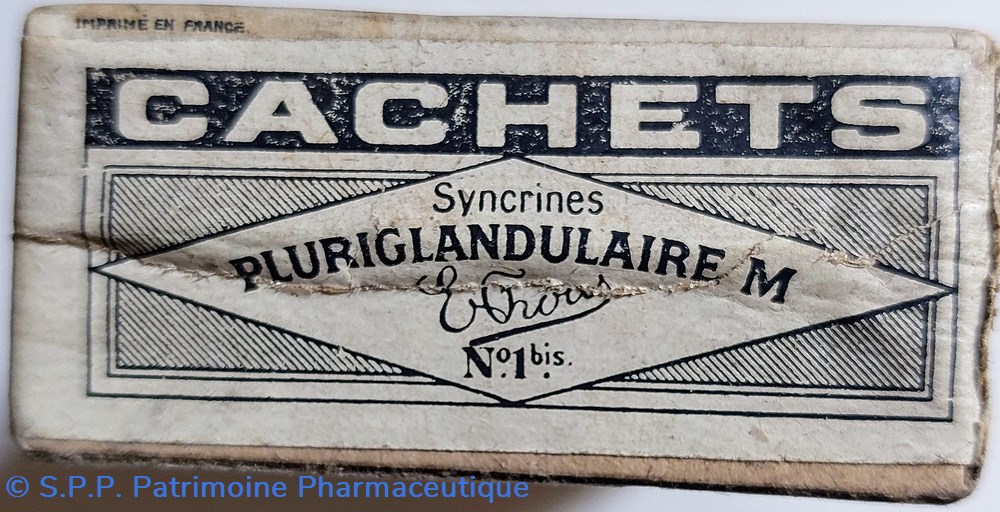 IMPRIMÉ EN FRANCE
CACHETS
Syncrines
PLURIGLANDULAIRE M
Nº.1bis.
© S.P.P. Patrimoine Pharmaceutique